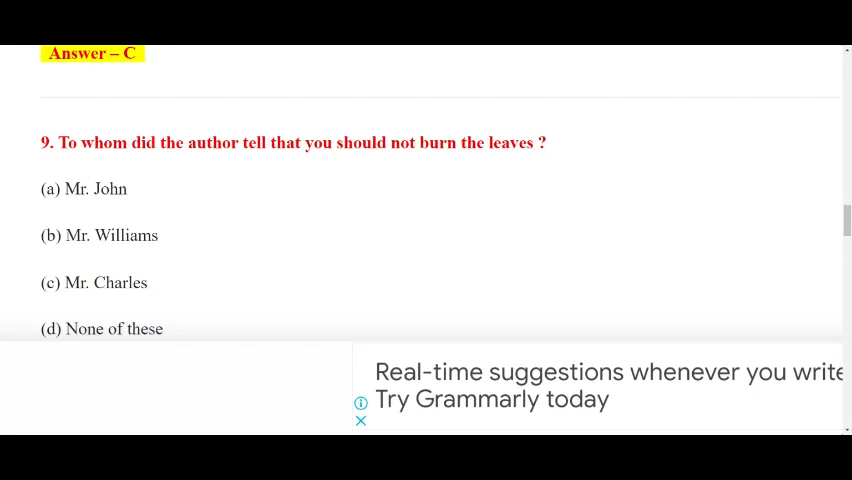 Answer – C
9. To whom did the author tell that you should not burn the leaves ?
(a) Mr. John
(b) Mr. Williams
(c) Mr. Charles
(d) None of these
Real-time suggestions whenever you write
Try Grammarly today